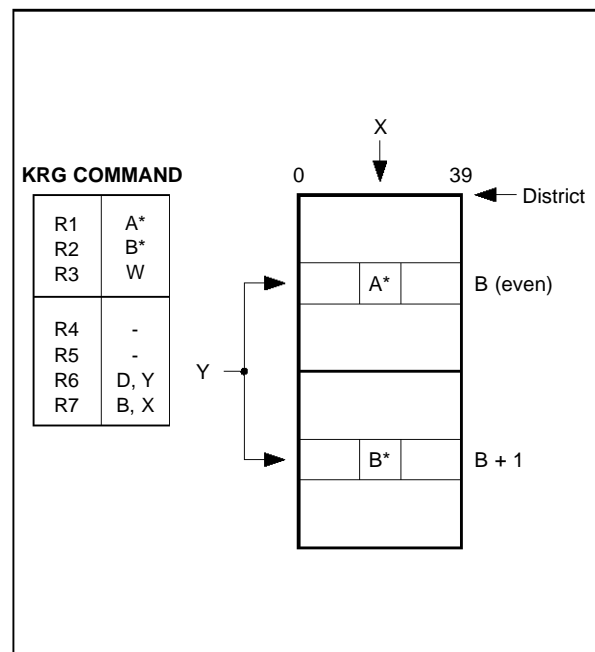 X
KRG COMMAND
0 39
District
R1 A*
R2 B*
R3 W
A* B (even)
R4 -
R5 -
R6 D, Y
R7 B, X
Y
B* B + 1